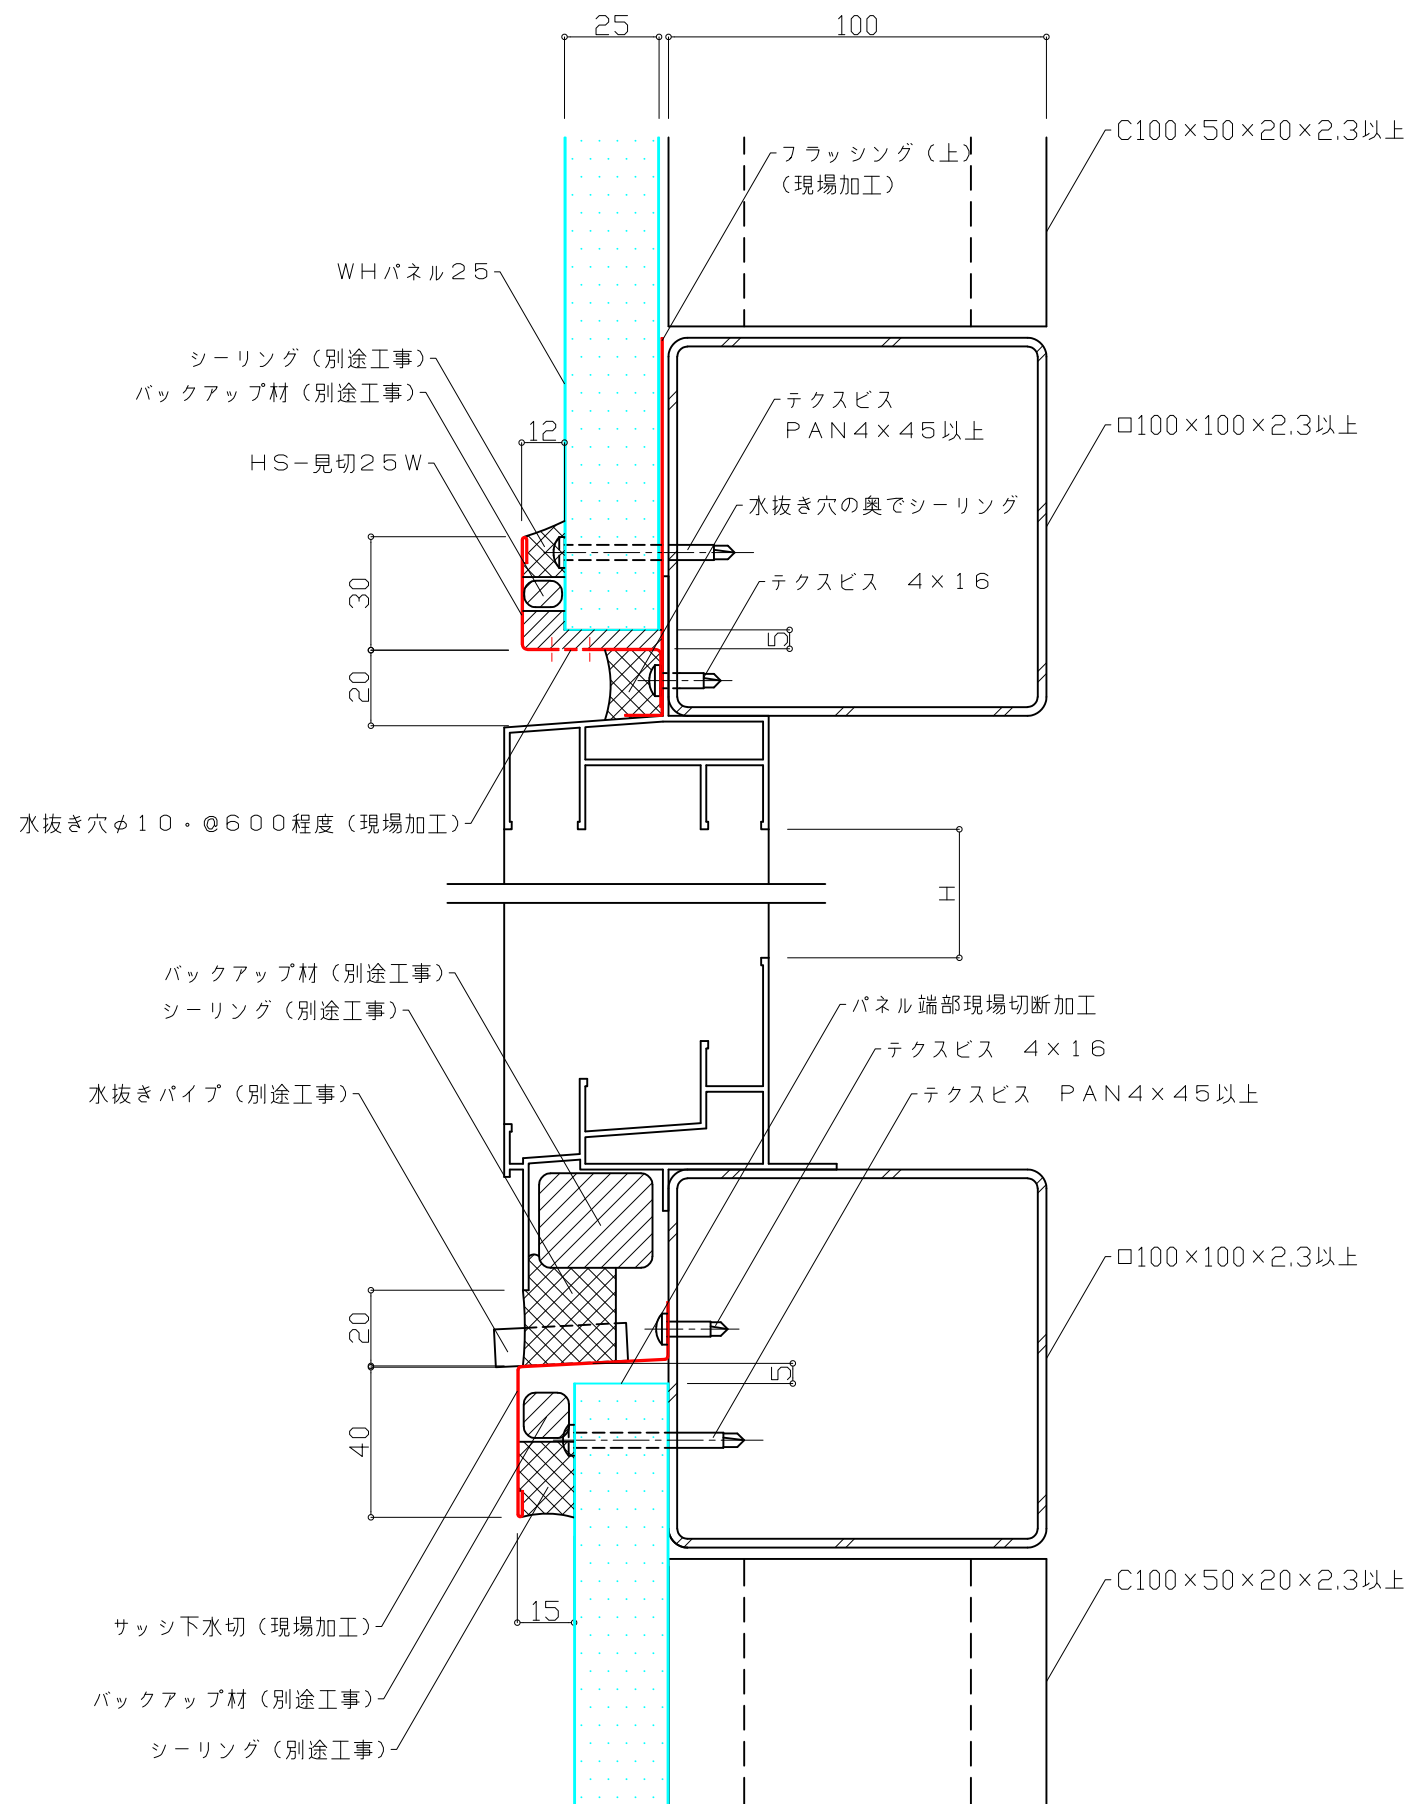 25
100
C100×50×20×2.3以上
フラッシング（上）
（現場加工）
WHパネル25
シーリング（別途工事）
バックアップ材（別途工事）
12
HS-見切25W
テクスビス
PAN4×45以上
□100×100×2.3以上
水抜き穴の奥でシーリング
30
テクスビス　4×16
5
20
水抜き穴φ10・@600程度（現場加工）
H
バックアップ材（別途工事）
シーリング（別途工事）
パネル端部現場切断加工
テクスビス　4×16
水抜きパイプ（別途工事）
テクスビス　PAN4×45以上
□100×100×2.3以上
20
5
40
C100×50×20×2.3以上
15
サッシ下水切（現場加工）
バックアップ材（別途工事）
シーリング（別途工事）